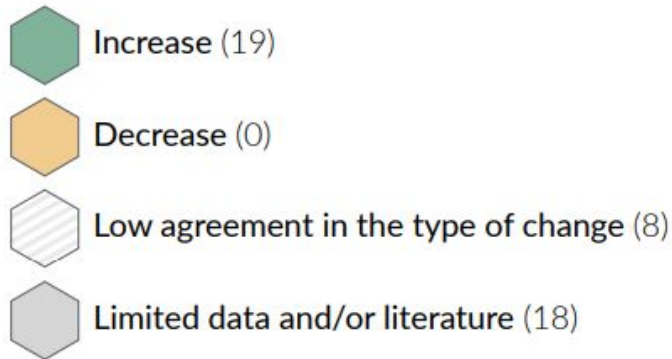 Increase (19)
Decrease (0)
Low agreement in the type of change (8)
Limited data and/or literature (18)